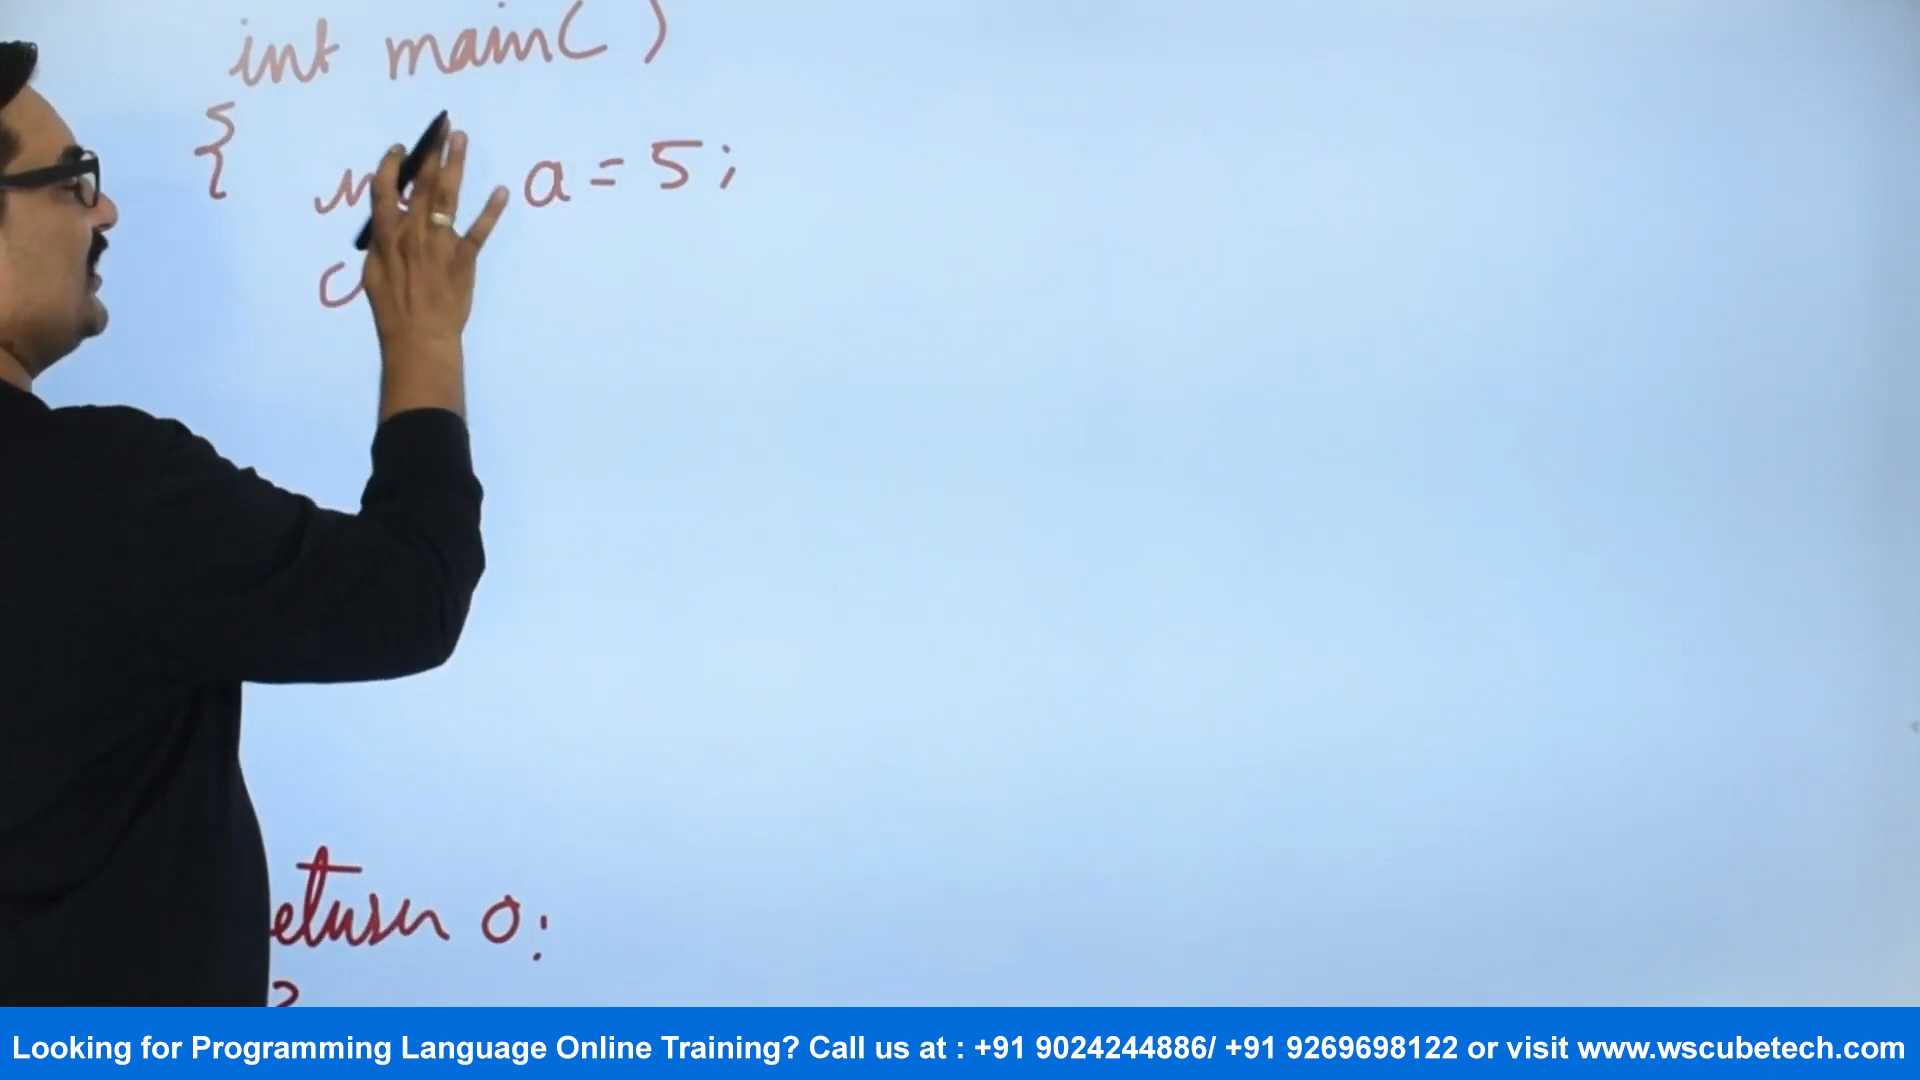 int main( )
{
a = 5;
0;
Looking for Programming Language Online Training? Call us at : +91 9024244886/ +91 9269698122 or visit www.wscubetech.com